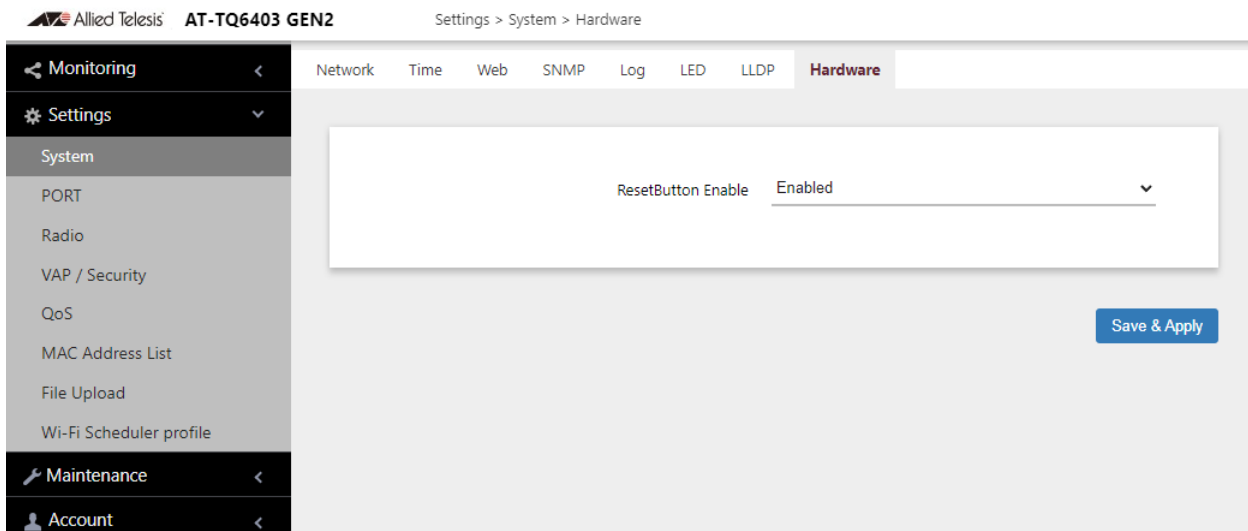 Allied Telesis AT-TQ6403 GEN2 Settings > System > Hardware
Monitoring
Network Time Web SNMP Log LED LLDP Hardware
Settings
System
PORT
Radio
VAP / Security
QoS
MAC Address List
File Upload
Wi-Fi Scheduler profile
Maintenance
Account
ResetButton Enable Enabled
Save & Apply